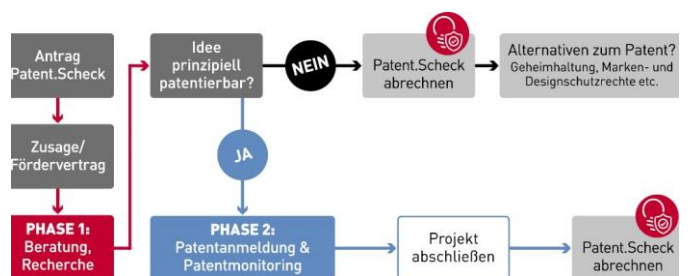 Antrag
Patent.Scheck
Zusage/
Fördervertrag
PHASE 1:
Beratung,
Recherche
Idee
prinzipiell
patentierbar?
NEIN
Patent.Scheck
abrechnen
Alternativen zum Patent?
Geheimhaltung, Marken- und
Designschutzrechte etc.
JA
PHASE 2:
Patentanmeldung &
Patentmonitoring
Projekt
abschließen
Patent.Scheck
abrechnen